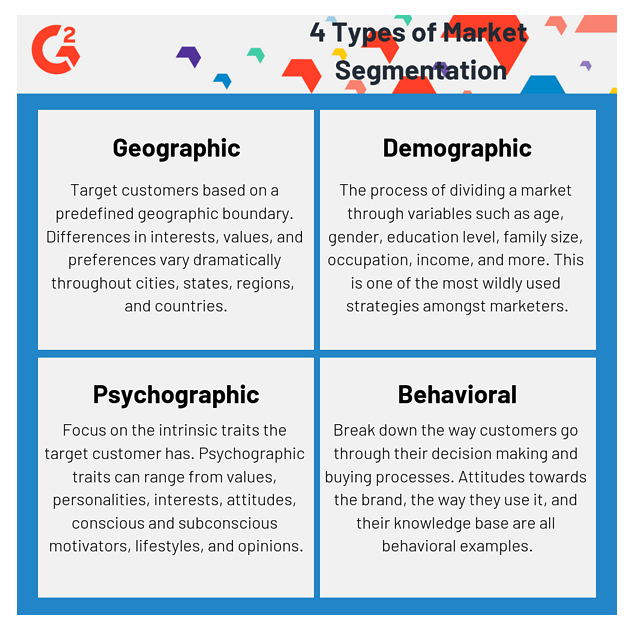 G2
4 Types of Market
Segmentation
Geographic
Target customers based on a
predefined geographic boundary.
Differences in interests, values, and
preferences vary dramatically
throughout cities, states, regions,
and countries.
Demographic
The process of dividing a market
through variables such as age,
gender, education level, family size,
occupation, income, and more. This
is one of the most wildly used
strategies amongst marketers.
Psychographic
Focus on the intrinsic traits the
target customer has. Psychographic
traits can range from values,
personalities, interests, attitudes,
conscious and subconscious
motivators, lifestyles, and opinions.
Behavioral
Break down the way customers go
through their decision making and
buying processes. Attitudes towards
the brand, the way they use it, and
their knowledge base are all
behavioral examples.